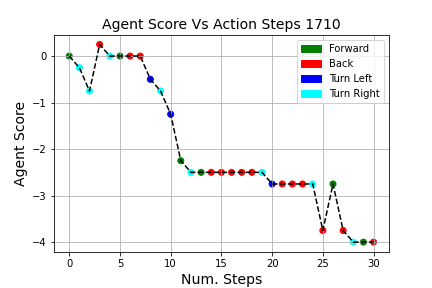 Agent Score Vs Action Steps 1710
Forward
Back
Turn Left
Turn Right
Agent Score
0
−1
−2
−3
−4
0 5 10 15 20 25 30
Num. Steps